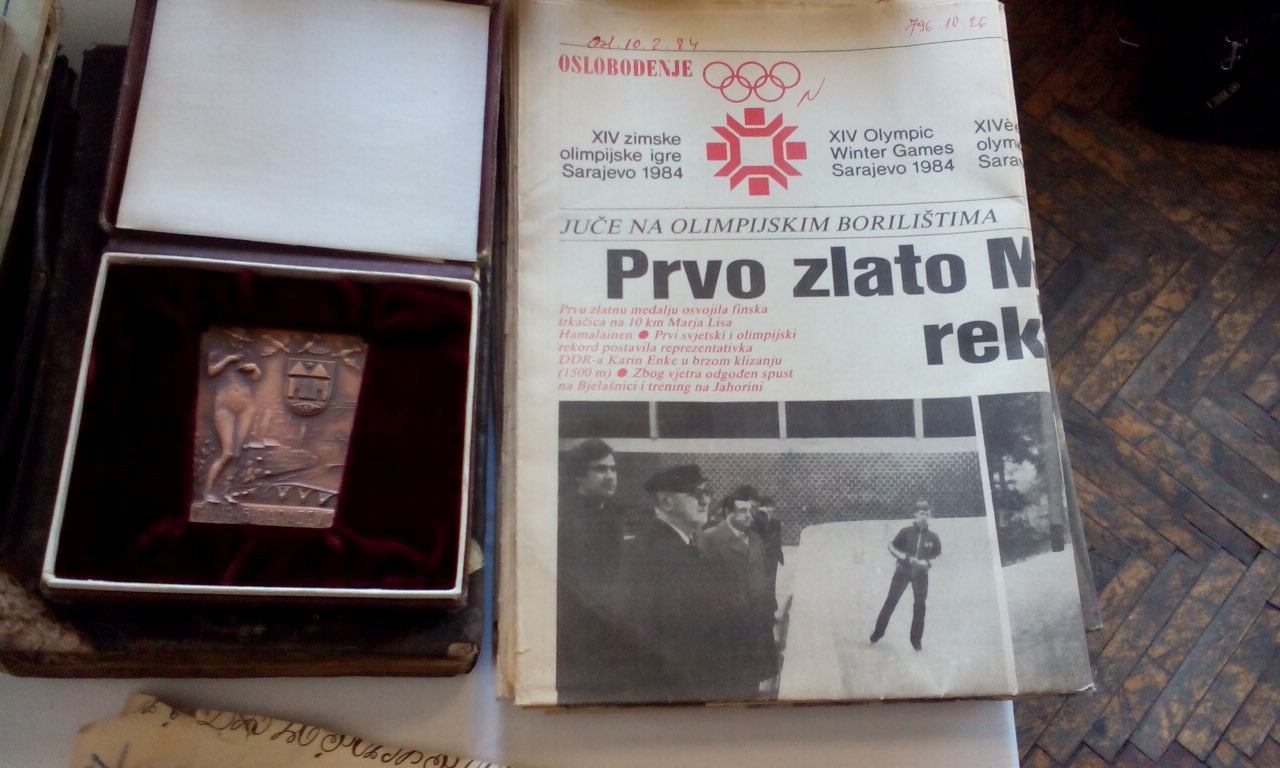 Osl. 10. 2. 84
796.10.26
OSLOBOĐENJE
XIV zimske
olimpijske igre
Sarajevo 1984
XIV Olympic
Winter Games
Sarajevo 1984
JUČE NA OLIMPIJSKIM BORILIŠTIMA
Prvo zlato
rek
Prvu zlatnu medalju osvojila finska
trkačica na 10 km Marja Lisa
Hamalainen ● Prvi svjetski i olimpijski
rekord postavila reprezentativka
DDR-a Karin Enke u brzom klizanju
(1500 m) ● Zbog vjetra odgođen spust
na Bjelašnici i trening na Jahorini